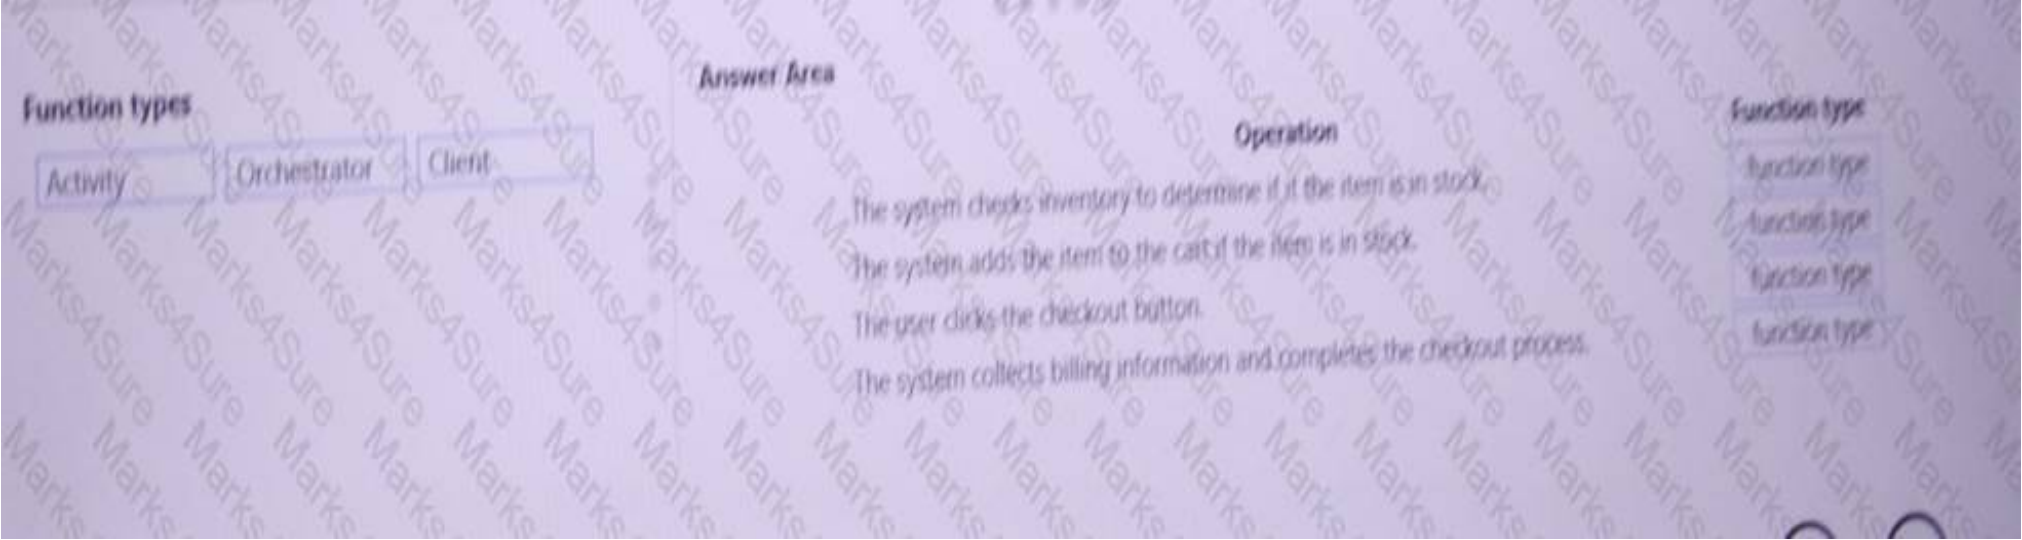 Answer Area
Function types
Activity
Orchestrator
Client
Operation
Function type
The system checks inventory to determine if it the item is in stock.
function type
The system adds the item to the cart if the item is in stock.
function type
The user clicks the checkout button.
function type
The system collects billing information and completes the checkout process.
function type
Marks4Sure